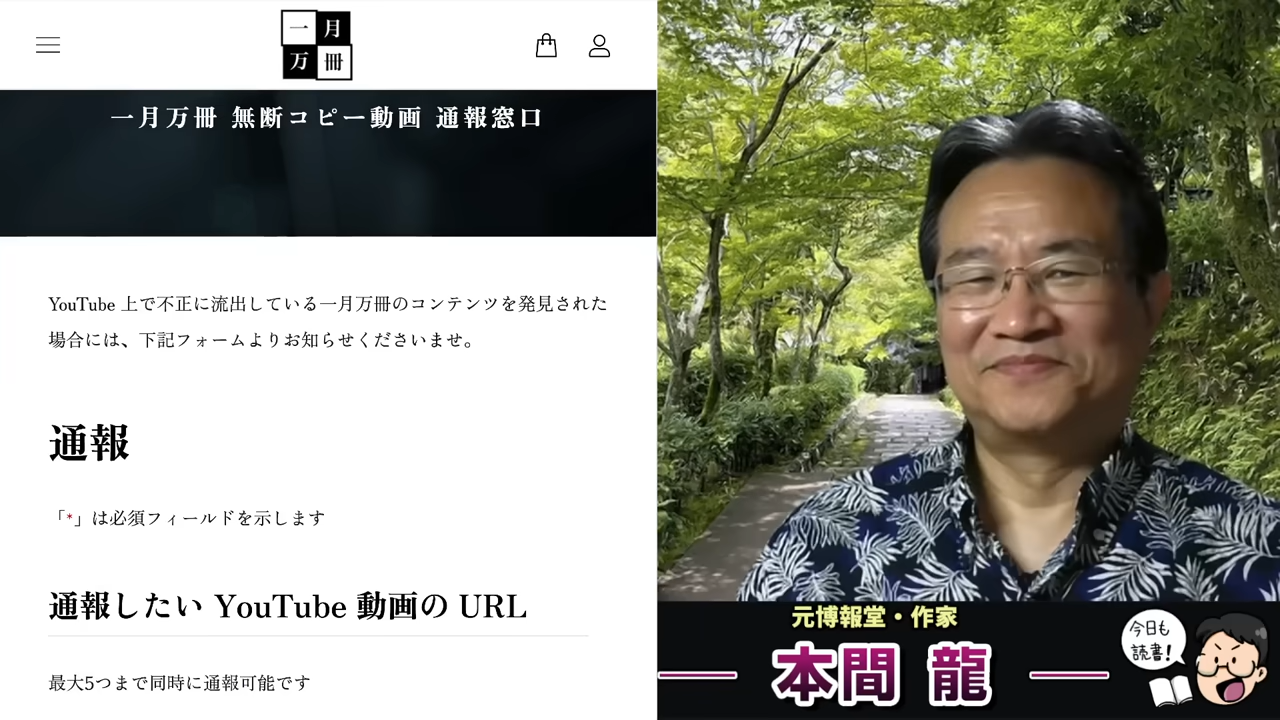 一月
万冊
一月万冊 無断コピー動画 通報窓口
YouTube 上で不正に流出している一月万冊のコンテンツを発見された
場合には、下記フォームよりお知らせくださいませ。
通報
「*」は必須フィールドを示します
通報したい YouTube 動画の URL
最大5つまで同時に通報可能です
元博報堂・作家
本間 龍
今日も
読書!